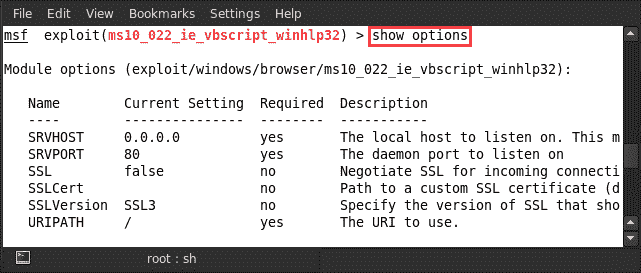 File Edit View Bookmarks Settings Help
msf exploit(ms10_022_ie_vbscript_winhlp32) > show options
Module options (exploit/windows/browser/ms10_022_ie_vbscript_winhlp32):
Name Current Setting Required Description
---- --------------- -------- -----------
SRVHOST 0.0.0.0 yes The local host to listen on. This m
SRVPORT 80 yes The daemon port to listen on
SSL false no Negotiate SSL for incoming connecti
SSLCert no Path to a custom SSL certificate (d
SSLVersion SSL3 no Specify the version of SSL that sho
URIPATH / yes The URI to use.
root : sh